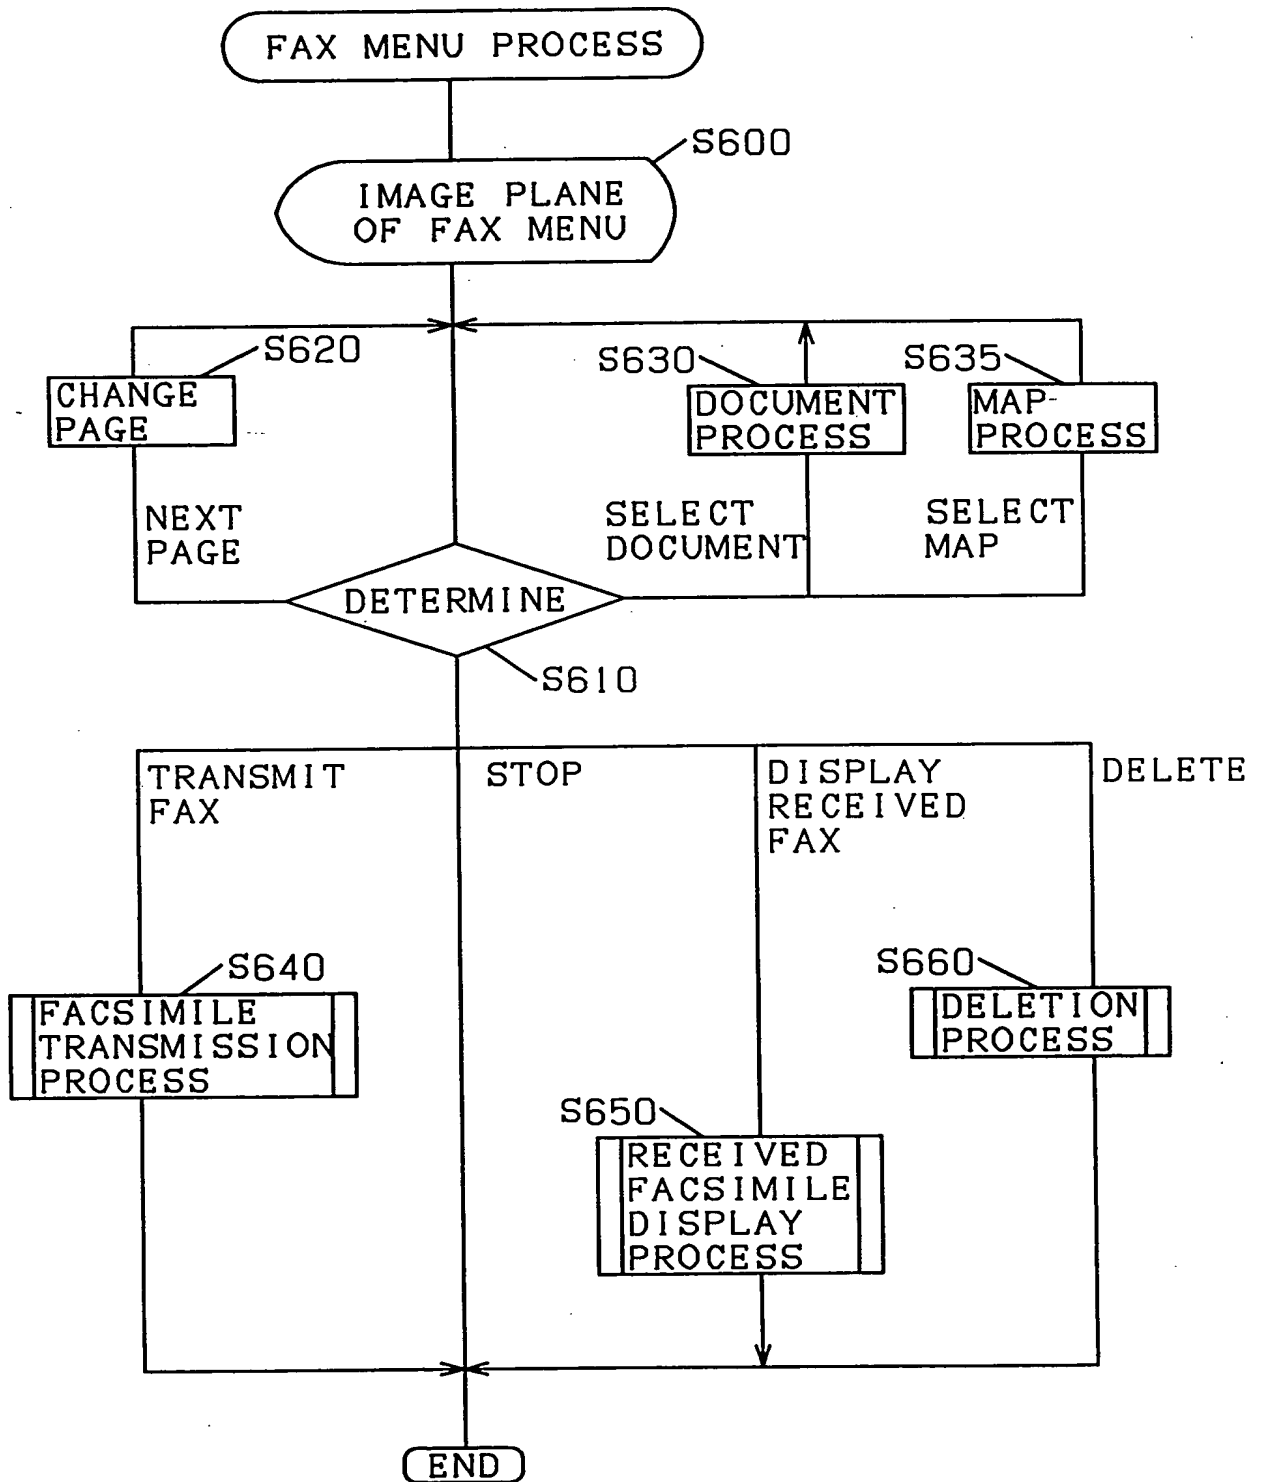 FAX MENU PROCESS
S600
IMAGE PLANE
OF FAX MENU
S620
S630
S635
CHANGE
PAGE
DOCUMENT
PROCESS
MAP
PROCESS
NEXT
PAGE
SELECT
DOCUMENT
SELECT
MAP
DETERMINE
S610
TRANSMIT
FAX
STOP
DISPLAY
RECEIVED
FAX
DELETE
S640
S660
FACSIMILE
TRANSMISSION
PROCESS
DELETION
PROCESS
S650
RECEIVED
FACSIMILE
DISPLAY
PROCESS
END